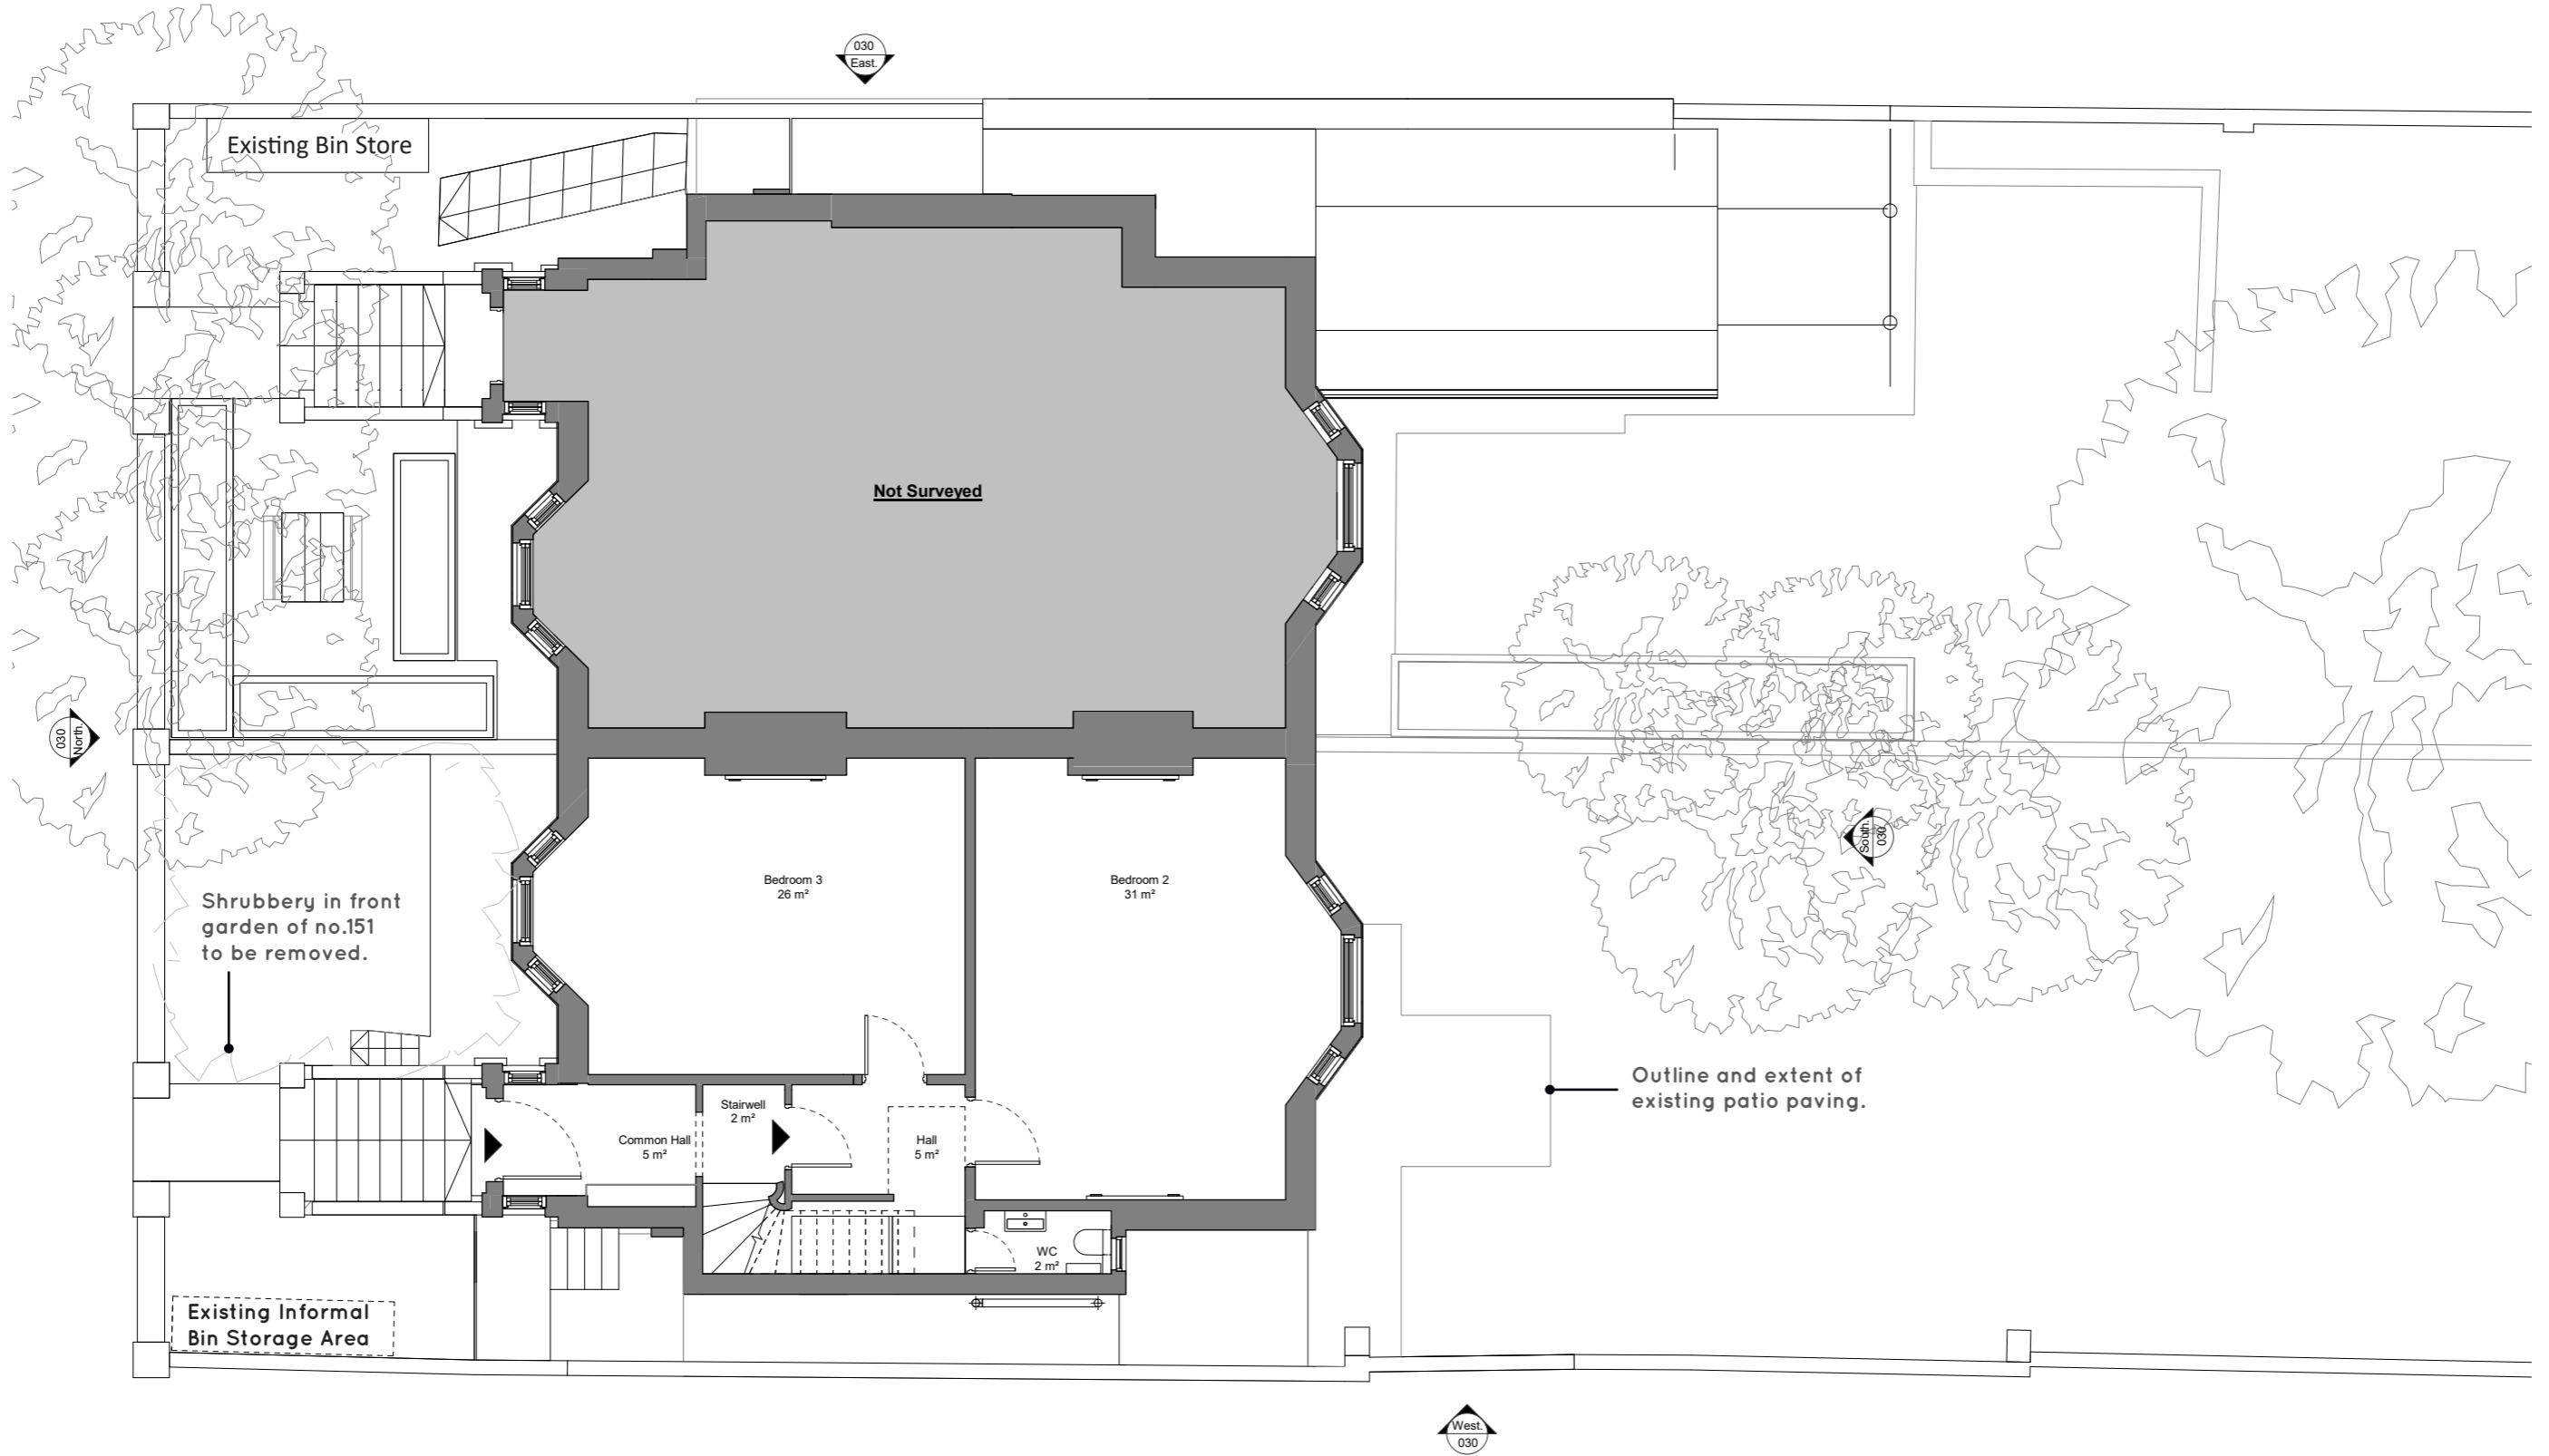 030
East.
Existing Bin Store
Not Surveyed
030
North.
Bedroom 3
26 m²
Bedroom 2
31 m²
South.
030
Shrubbery in front
garden of no.151
to be removed.
Outline and extent of
existing patio paving.
Stairwell
2 m²
Common Hall
5 m²
Hall
5 m²
WC
2 m²
Existing Informal
Bin Storage Area
West.
030